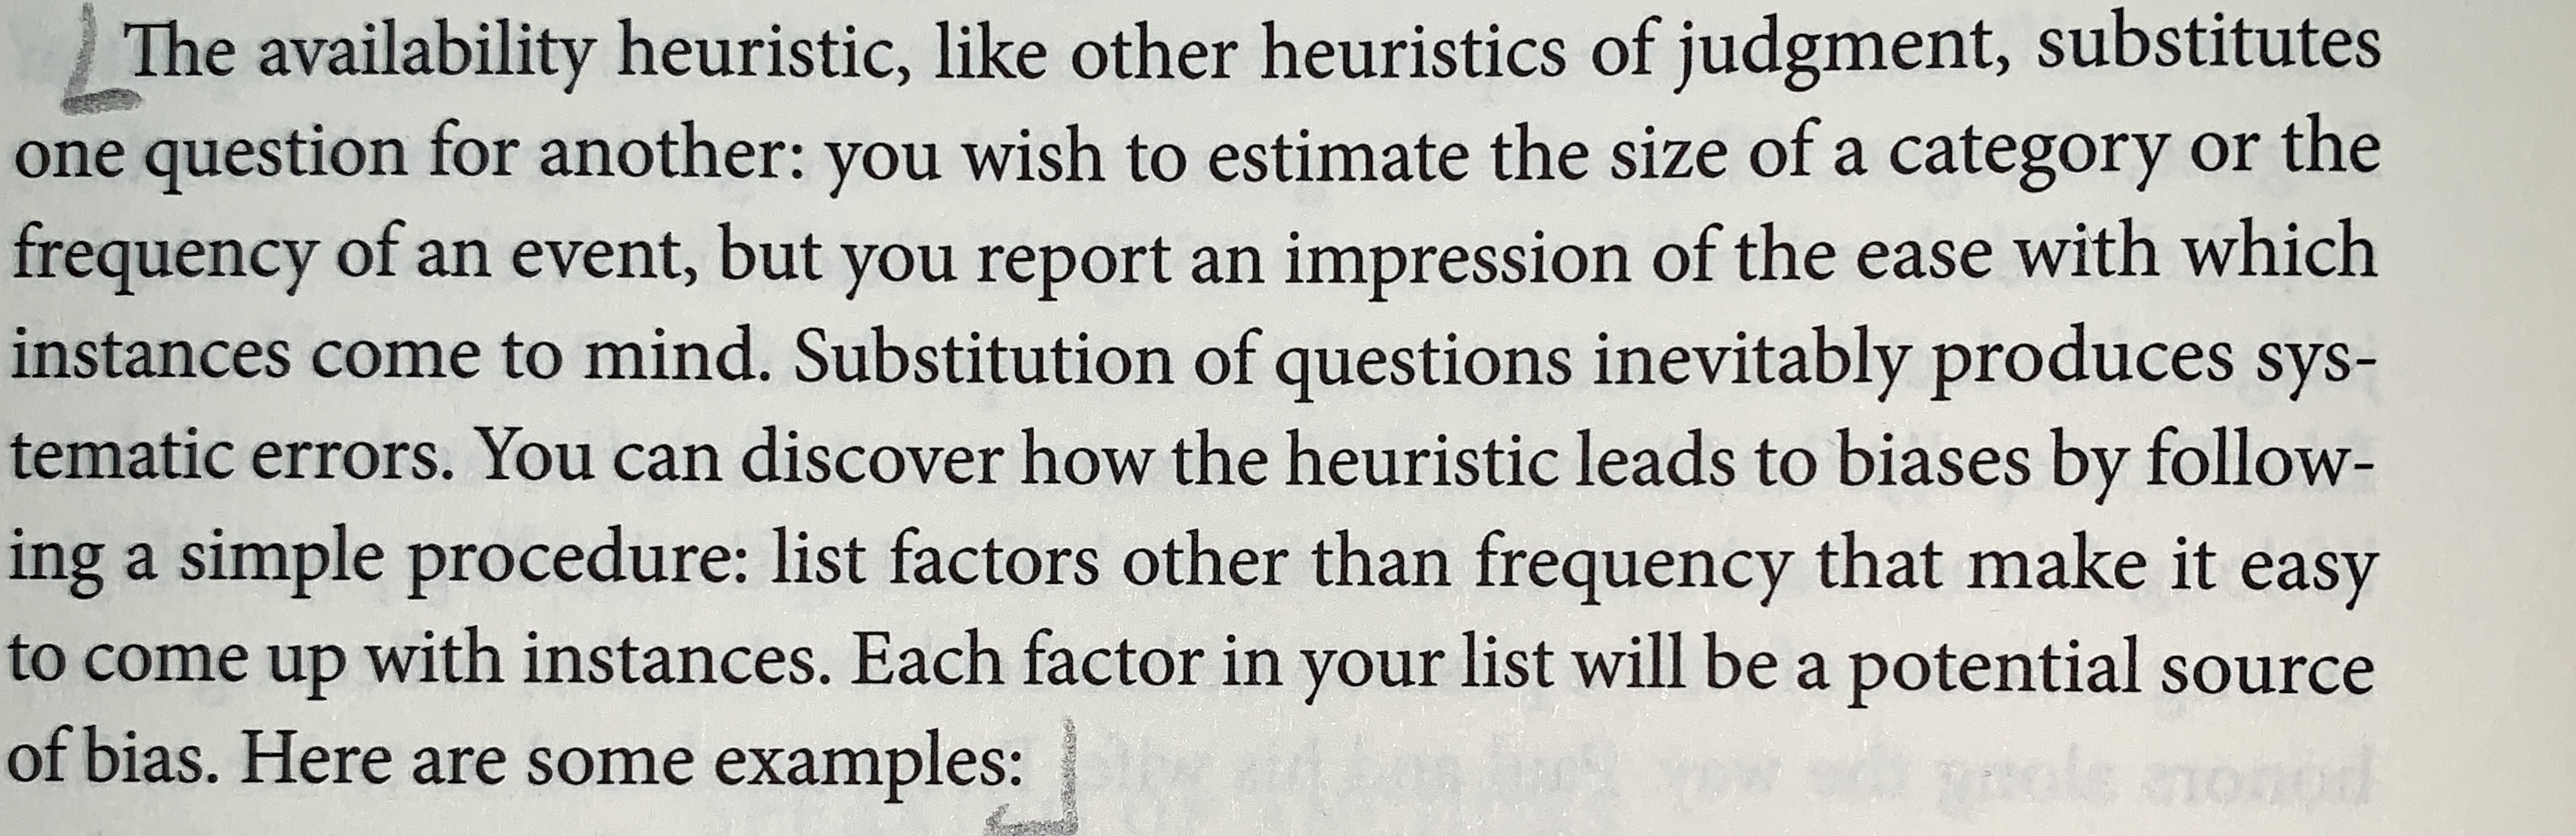 The availability heuristic, like other heuristics of judgment, substitutes
one question for another: you wish to estimate the size of a category or the
frequency of an event, but you report an impression of the ease with which
instances come to mind. Substitution of questions inevitably produces sys-
tematic errors. You can discover how the heuristic leads to biases by follow-
ing a simple procedure: list factors other than frequency that make it easy
to come up with instances. Each factor in your list will be a potential source
of bias. Here are some examples: